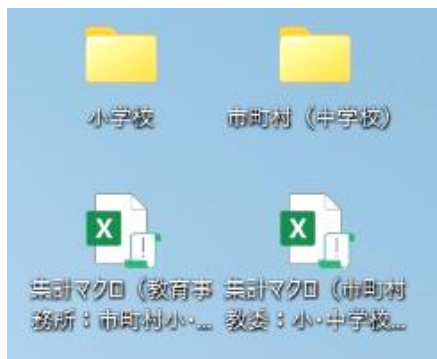 小学校
市町村（中学校）
集計マクロ（教育事
務所：市町村小・...
集計マクロ（市町村
教委：小・中学校...